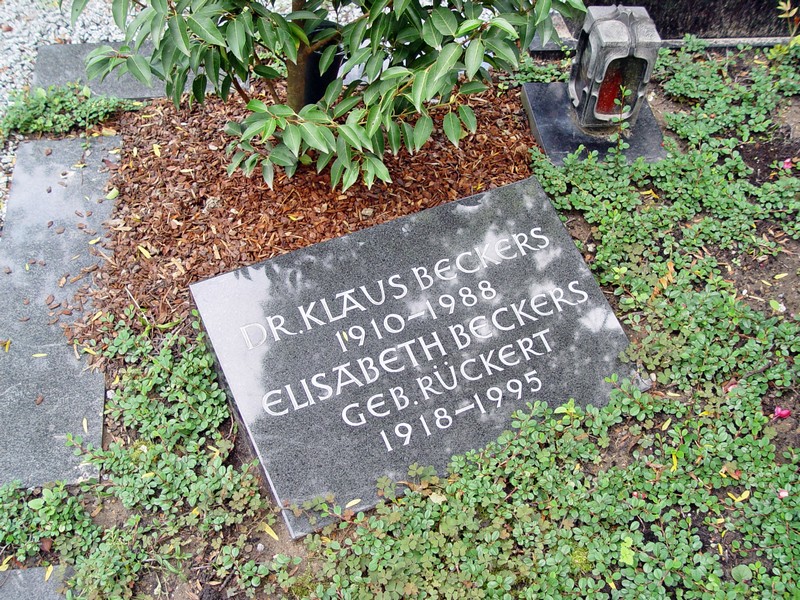 DR. KLAUS BECKERS
1910–1988
ELISABETH BECKERS
GEB. RÜCKERT
1918–1995